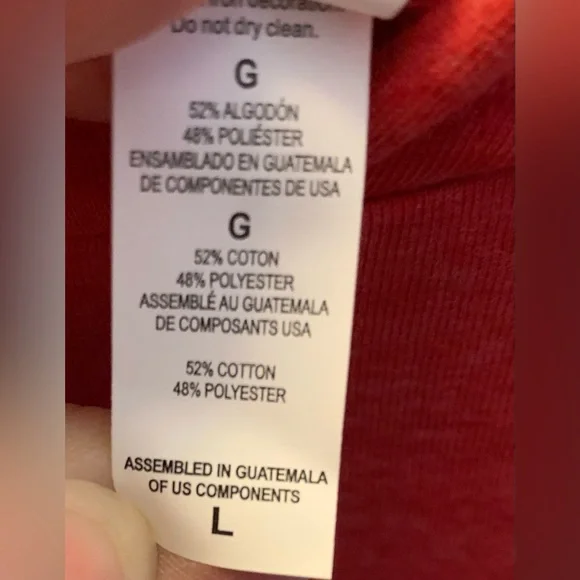 Do not dry clean.
G
52% ALGODÓN
48% POLIÉSTER
ENSAMBLADO EN GUATEMALA
DE COMPONENTES DE USA
G
52% COTON
48% POLYESTER
ASSEMBLÉ AU GUATEMALA
DE COMPOSANTS USA
52% COTTON
48% POLYESTER
ASSEMBLED IN GUATEMALA
OF US COMPONENTS
L